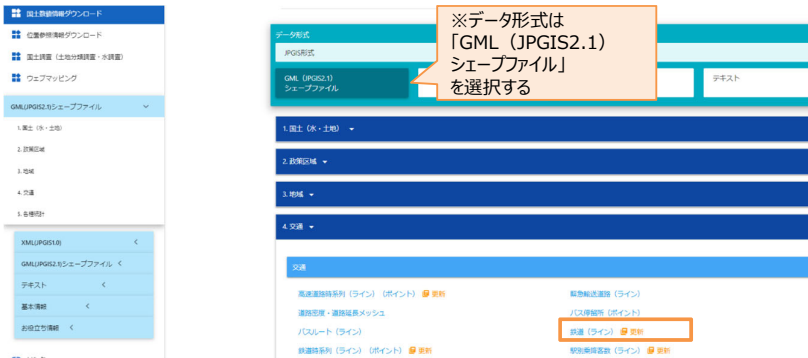 国土数値情報ダウンロード
位置参照情報ダウンロード
国土調査（土地分類調査・水調査）
ウェブマッピング
GML(JPGIS2.1)シェープファイル
1. 国土（水・土地）
2. 政策区域
3. 地域
4. 交通
5. 各種統計
XML(JPGIS1.0)
GML(JPGIS2.1)シェープファイル
テキスト
基本情報
お役立ち情報
データ形式
JPGIS形式
GML（JPGIS2.1）
シェープファイル
※データ形式は
「GML（JPGIS2.1）
シェープファイル」
を選択する
テキスト
1. 国土（水・土地）
2. 政策区域
3. 地域
4. 交通
交通
高速道路時系列（ライン）（ポイント） 更新
緊急輸送道路（ライン）
道路密度・道路延長メッシュ
バス停留所（ポイント）
バスルート（ライン）
鉄道（ライン） 更新
鉄道時系列（ライン）（ポイント） 更新
駅別乗降客数（ライン） 更新